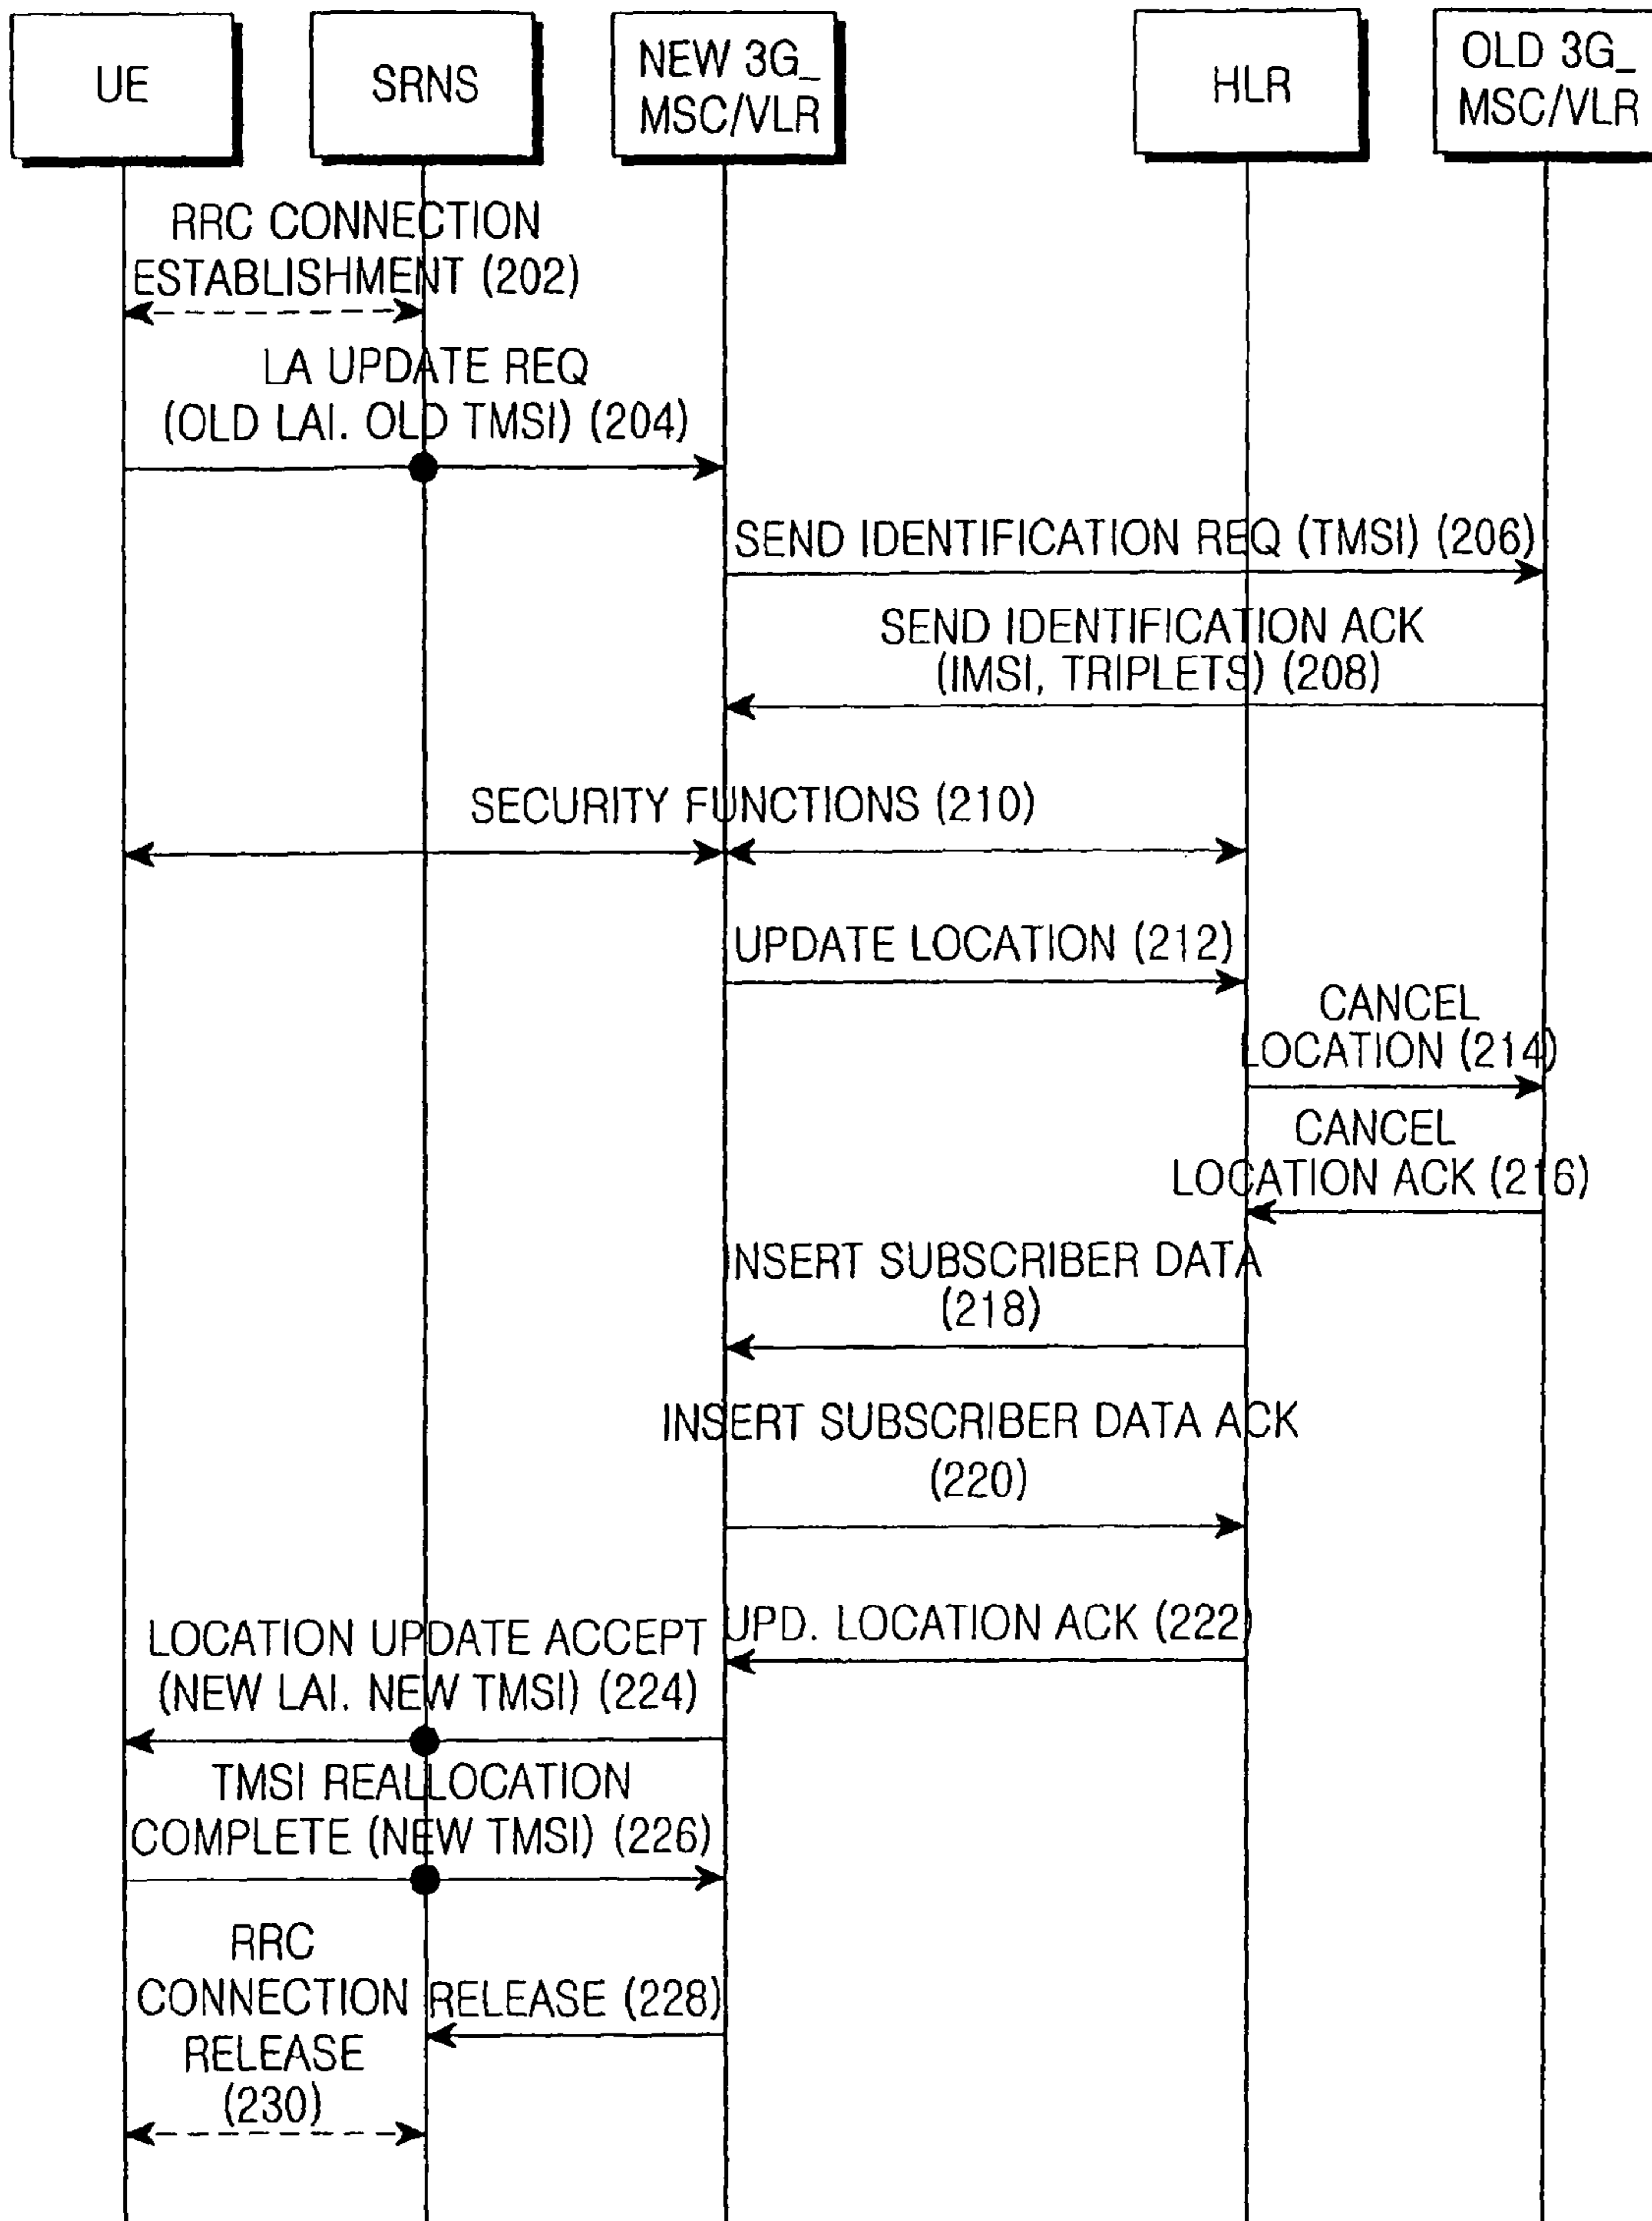 UE
SRNS
NEW 3G_
MSC/VLR
HLR
OLD 3G_
MSC/VLR
RRC CONNECTION
ESTABLISHMENT (202)
LA UPDATE REQ
(OLD LAI. OLD TMSI) (204)
SEND IDENTIFICATION REQ (TMSI) (206)
SEND IDENTIFICATION ACK
(IMSI, TRIPLETS) (208)
SECURITY FUNCTIONS (210)
UPDATE LOCATION (212)
CANCEL
LOCATION (214)
CANCEL
LOCATION ACK (216)
INSERT SUBSCRIBER DATA
(218)
INSERT SUBSCRIBER DATA ACK
(220)
UPD. LOCATION ACK (222)
LOCATION UPDATE ACCEPT
(NEW LAI. NEW TMSI) (224)
TMSI REALLOCATION
COMPLETE (NEW TMSI) (226)
RELEASE (228)
RRC
CONNECTION
RELEASE
(230)